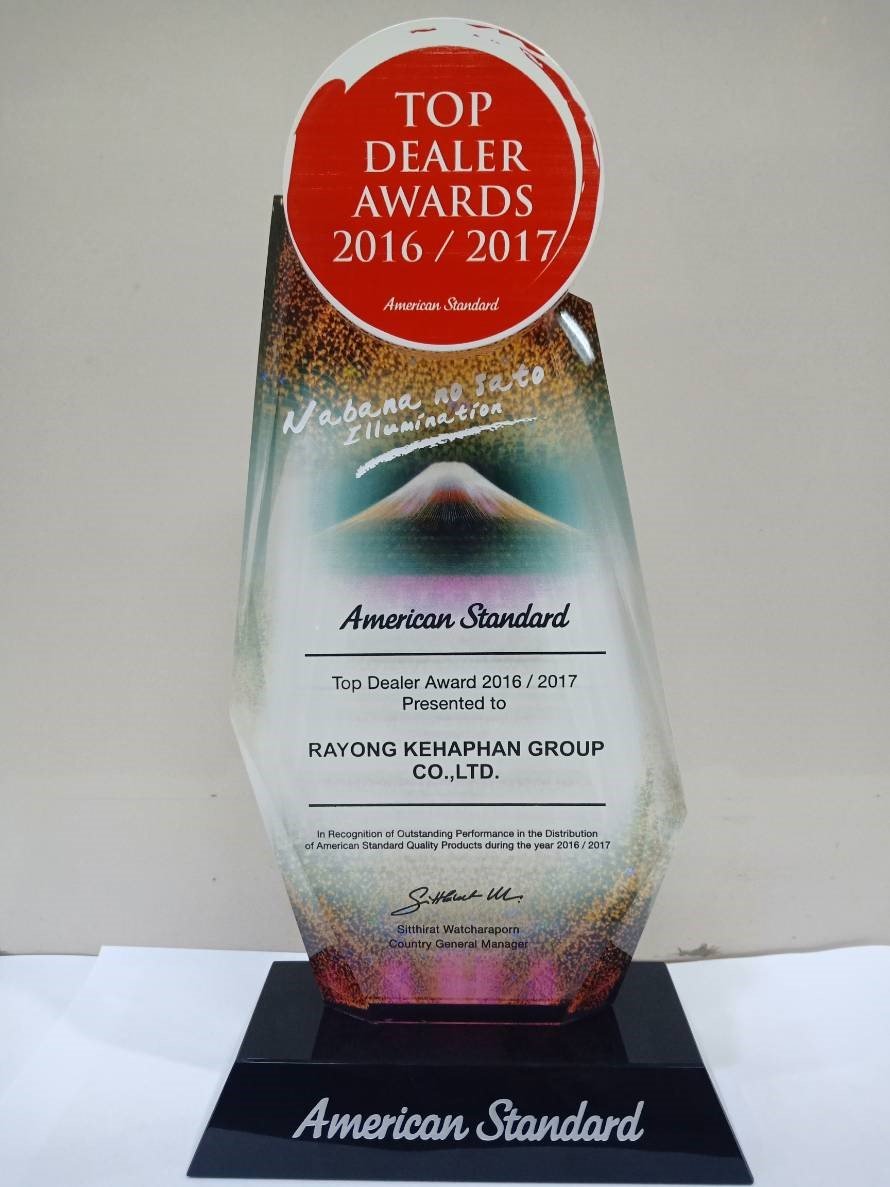 TOP
DEALER
AWARDS
2016 / 2017
American Standard
Nabana no Sato
Illumination
American Standard
Top Dealer Award 2016 / 2017
Presented to
RAYONG KEHAPHAN GROUP
CO.,LTD.
In Recognition of Outstanding Performance in the Distribution
of American Standard Quality Products during the year 2016 / 2017
Sitthirat Watcharaporn
Country General Manager
American Standard